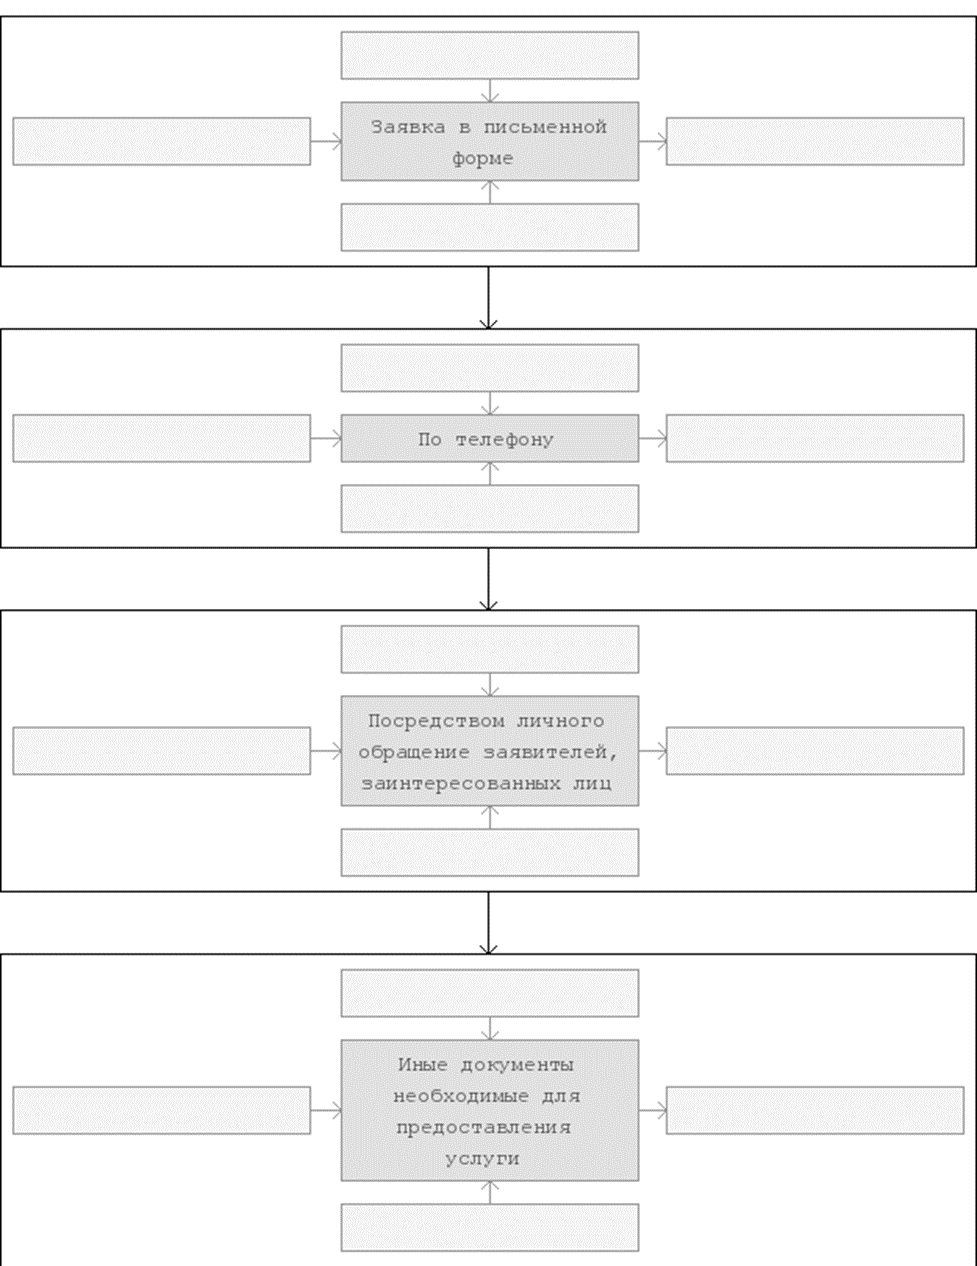 Заявка в письменной
форме
По телефону
Посредством личного
обращение заявителей,
заинтересованных лиц
Иные документы
необходимые для
предоставления
услуги